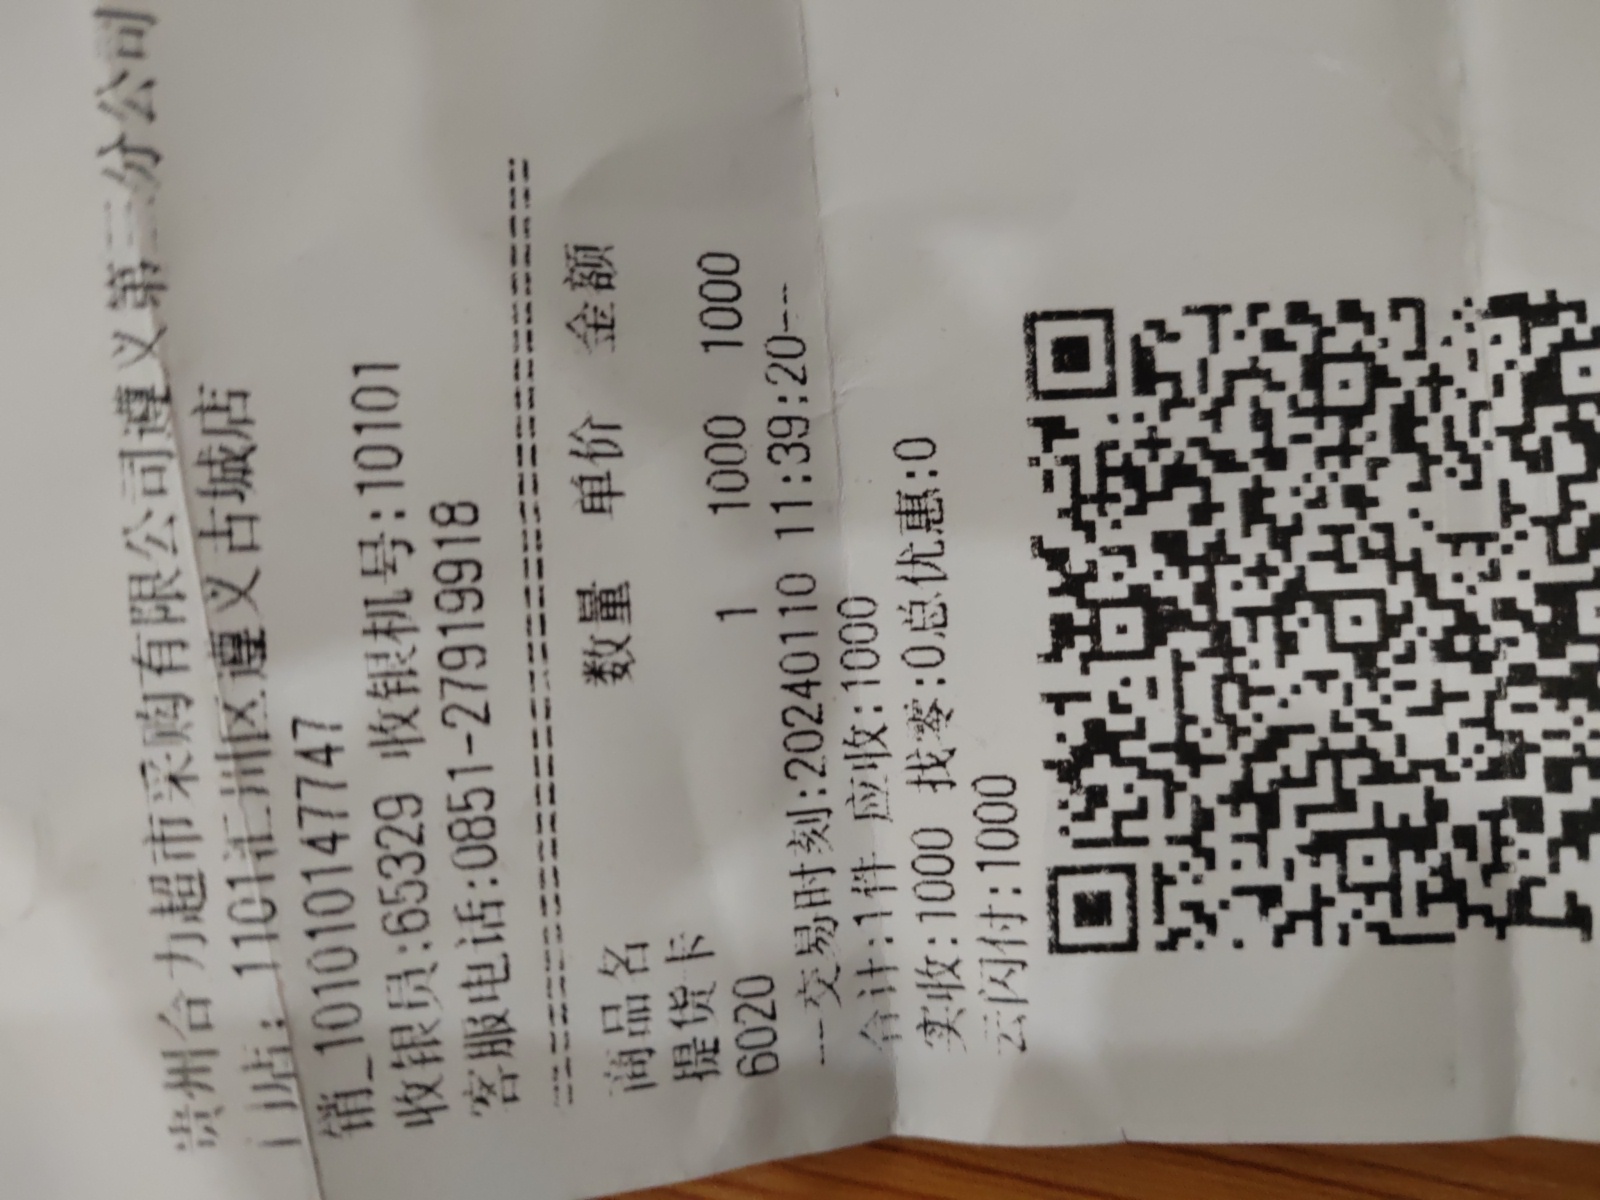 贵州合力超市采购有限公司遵义第三分公司
门店:1101汇川区遵义古城店
销_1010101477​47
收银员:65329 收银机号:10101
客服电话:0851-27919918
================================
商品名 数量 单价 金额
提货卡
6020 1 1000 1000
---交易时刻:20240110 11:39:20---
合计:1件 应收:1000
实收:1000 找零:0总优惠:0
云闪付:1000